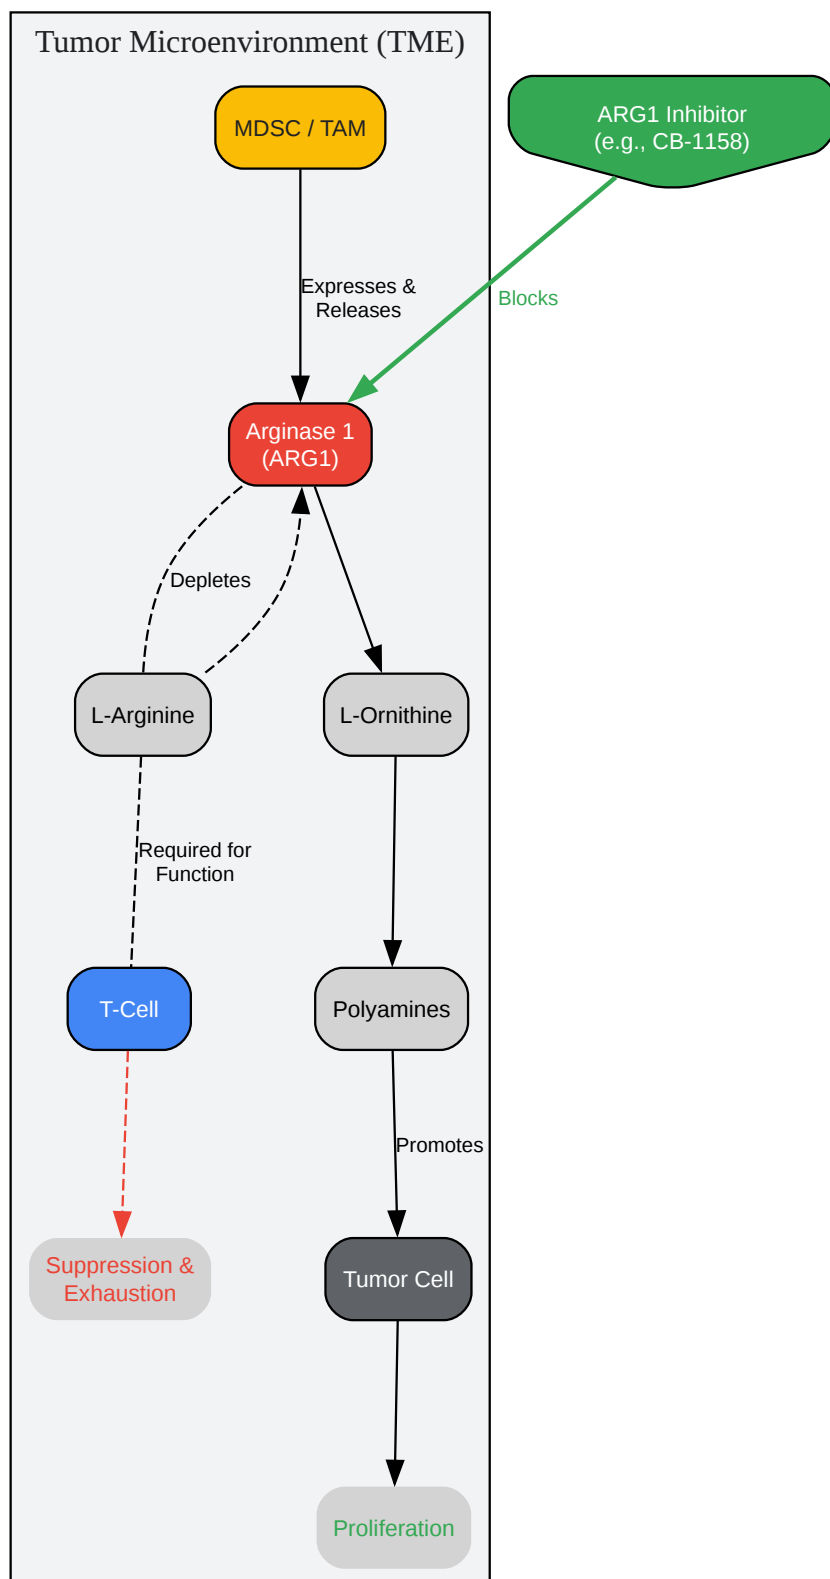 Tumor Microenvironment (TME)
MDSC / TAM
ARG1 Inhibitor
(e.g., CB-1158)
Expresses &
Releases
Blocks
Arginase 1
(ARG1)
Depletes
L-Arginine
L-Ornithine
Required for
Function
T-Cell
Polyamines
Promotes
Suppression &
Exhaustion
Tumor Cell
Proliferation